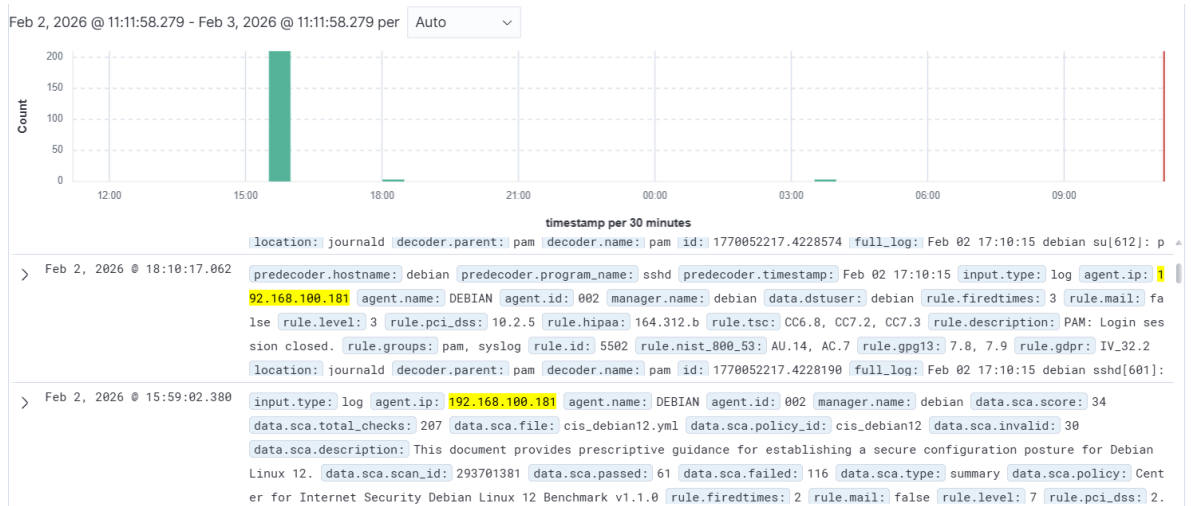 Feb 2, 2026 @ 11:11:58.279 - Feb 3, 2026 @ 11:11:58.279 per Auto
200
150
100
50
0
Count
12:00 15:00 18:00 21:00 00:00 03:00 06:00 09:00
timestamp per 30 minutes
location: journald decoder.parent: pam decoder.name: pam id: 1770052217.4228574 full_log: Feb 02 17:10:15 debian su[612]: p
Feb 2, 2026 @ 18:10:17.062 predecoder.hostname: debian predecoder.program_name: sshd predecoder.timestamp: Feb 02 17:10:15 input.type: log agent.ip: 1
92.168.100.181 agent.name: DEBIAN agent.id: 002 manager.name: debian data.dstuser: debian rule.firedtimes: 3 rule.mail: fa
lse rule.level: 3 rule.pci_dss: 10.2.5 rule.hipaa: 164.312.b rule.tsc: CC6.8, CC7.2, CC7.3 rule.description: PAM: Login ses
sion closed. rule.groups: pam, syslog rule.id: 5502 rule.nist_800_53: AU.14, AC.7 rule.gpg13: 7.8, 7.9 rule.gdpr: IV_32.2
location: journald decoder.parent: pam decoder.name: pam id: 1770052217.4228190 full_log: Feb 02 17:10:15 debian sshd[601]:
Feb 2, 2026 @ 15:59:02.380 input.type: log agent.ip: 192.168.100.181 agent.name: DEBIAN agent.id: 002 manager.name: debian data.sca.score: 34
data.sca.total_checks: 207 data.sca.file: cis_debian12.yml data.sca.policy_id: cis_debian12 data.sca.invalid: 30
data.sca.description: This document provides prescriptive guidance for establishing a secure configuration posture for Debian
Linux 12. data.sca.scan_id: 293701381 data.sca.passed: 61 data.sca.failed: 116 data.sca.type: summary data.sca.policy: Cent
er for Internet Security Debian Linux 12 Benchmark v1.1.0 rule.firedtimes: 2 rule.mail: false rule.level: 7 rule.pci_dss: 2.